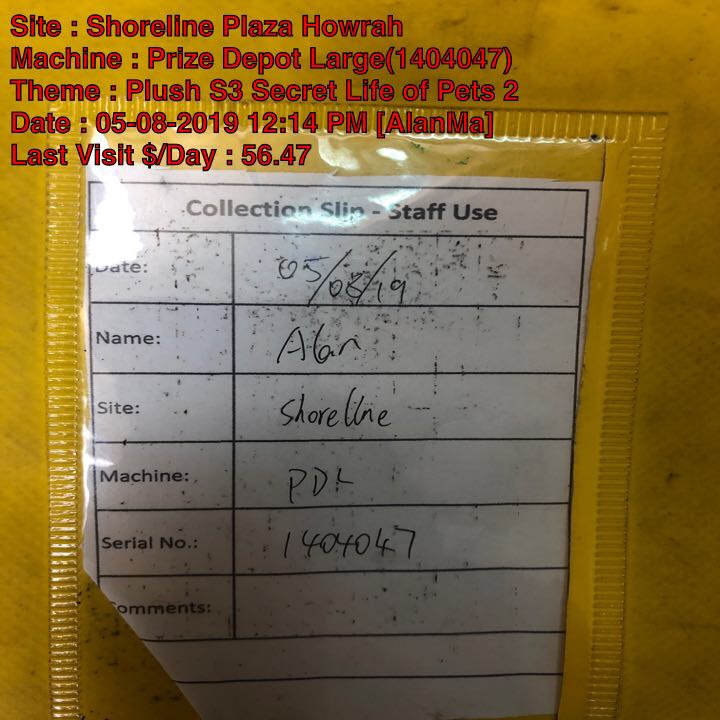 Site : Shoreline Plaza Howrah
Machine : Prize Depot Large(1404047)
Theme : Plush S3 Secret Life of Pets 2
Date : 05-08-2019 12:14 PM [AlanMa]
Last Visit $/Day : 56.47
Collection Slip - Staff Use
Date: 05/08/19
Name: Alan
Site: Shoreline
Machine: PDL
Serial No.: 1404047
omments: